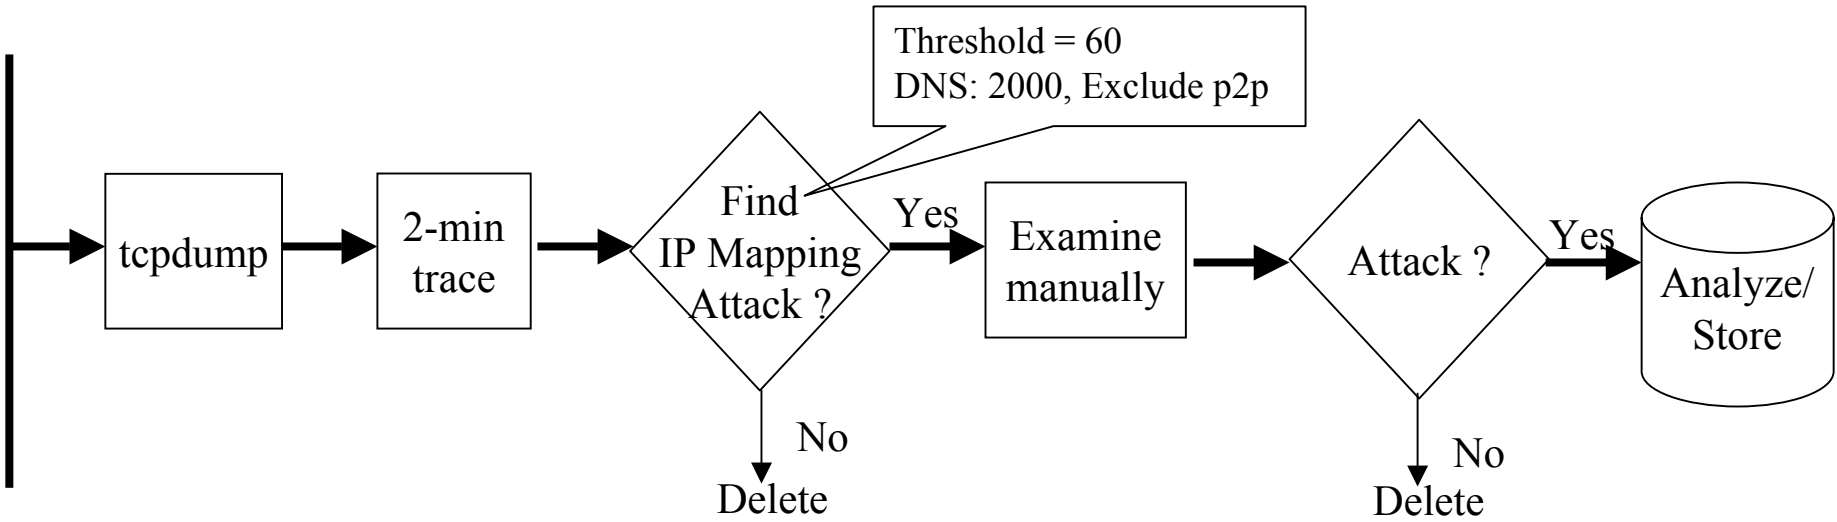 Threshold = 60
DNS: 2000, Exclude p2p
tcpdump
2-min
trace
Find
IP Mapping
Attack ?
Yes
No
Delete
Examine
manually
Attack ?
Yes
No
Delete
Analyze/
Store